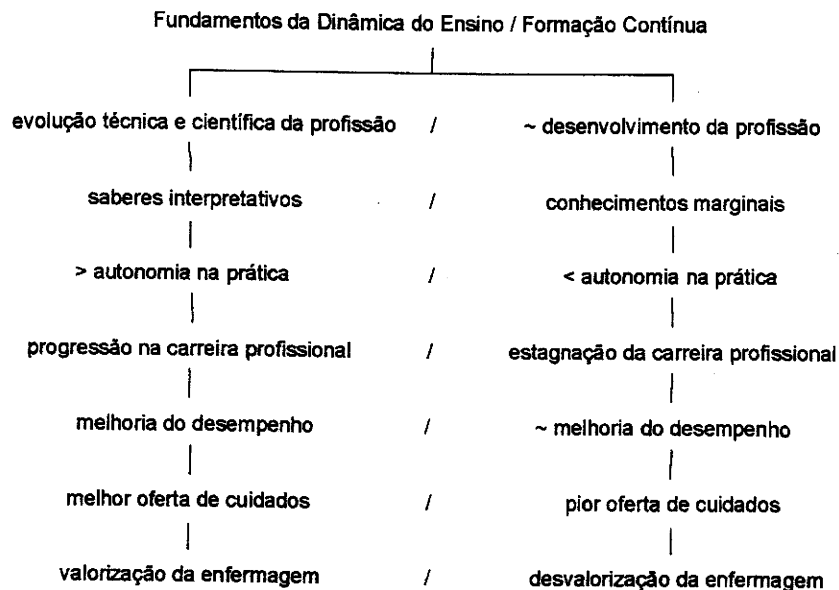 Fundamentos da Dinâmica do Ensino / Formação Contínua
evolução técnica e científica da profissão / ~ desenvolvimento da profissão
saberes interpretativos / conhecimentos marginais
> autonomia na prática / < autonomia na prática
progressão na carreira profissional / estagnação da carreira profissional
melhoria do desempenho / ~ melhoria do desempenho
melhor oferta de cuidados / pior oferta de cuidados
valorização da enfermagem / desvalorização da enfermagem